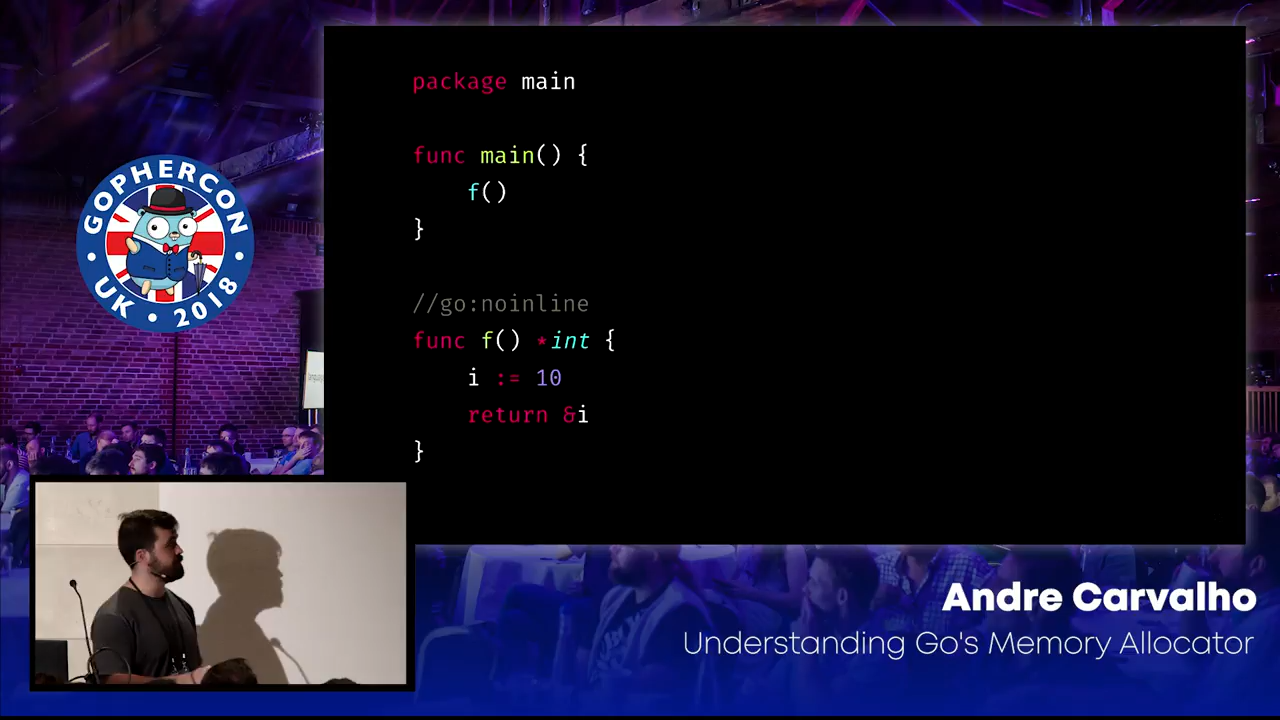 package main
func main() {
    f()
}
//go:noinline
func f() *int {
    i := 10
    return &i
}
GOPHERCON
UK • 2018
Andre Carvalho
Understanding Go's Memory Allocator